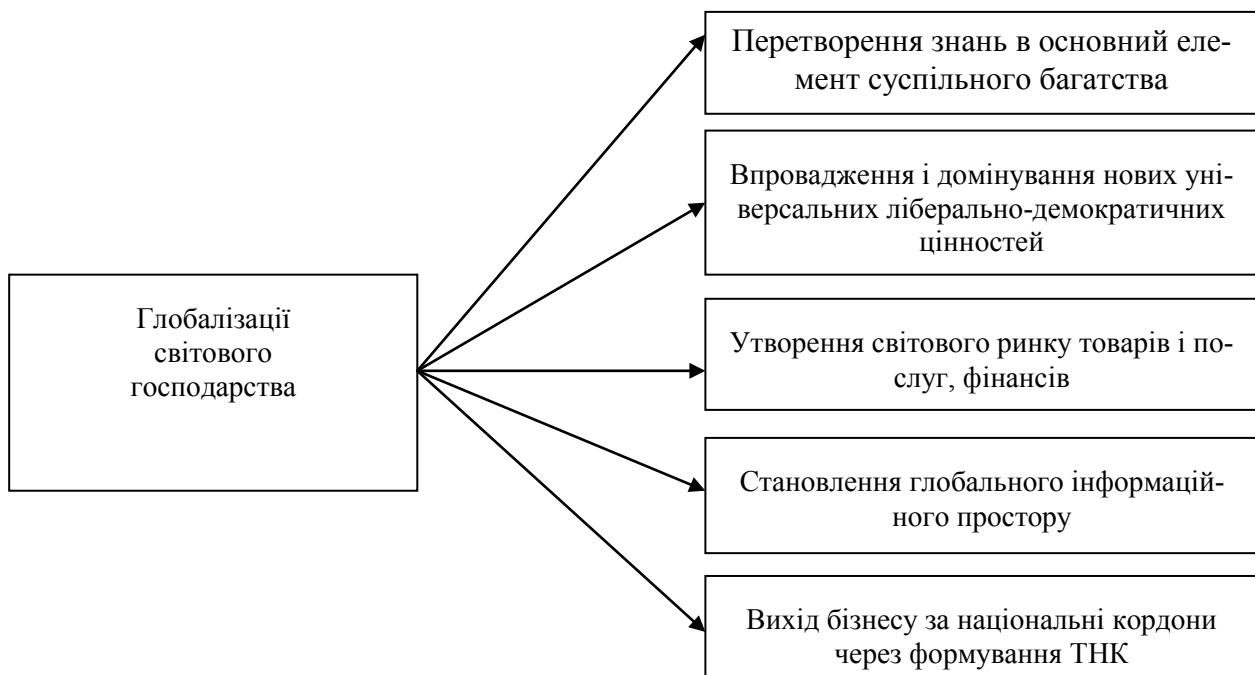 Перетворення знань в основний еле-
мент суспільного багатства
Впровадження і домінування нових уні-
версальних ліберально-демократичних
цінностей
Глобалізації
світового
господарства
Утворення світового ринку товарів і по-
слуг, фінансів
Становлення глобального інформацій-
ного простору
Вихід бізнесу за національні кордони
через формування ТНК